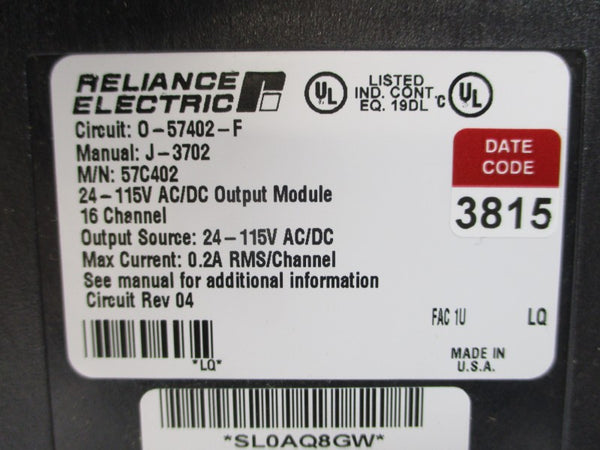 RELIANCE
ELECTRIC
UL
LISTED
IND. CONT.
EQ. 19DL
c UL
Circuit: O-57402-F
Manual: J-3702
M/N: 57C402
24-115V AC/DC Output Module
16 Channel
Output Source: 24-115V AC/DC
Max Current: 0.2A RMS/Channel
See manual for additional information
Circuit Rev 04
DATE
CODE
3815
FAC 1U LQ
*LQ*
MADE IN
U.S.A.
*SL0AQ8GW*